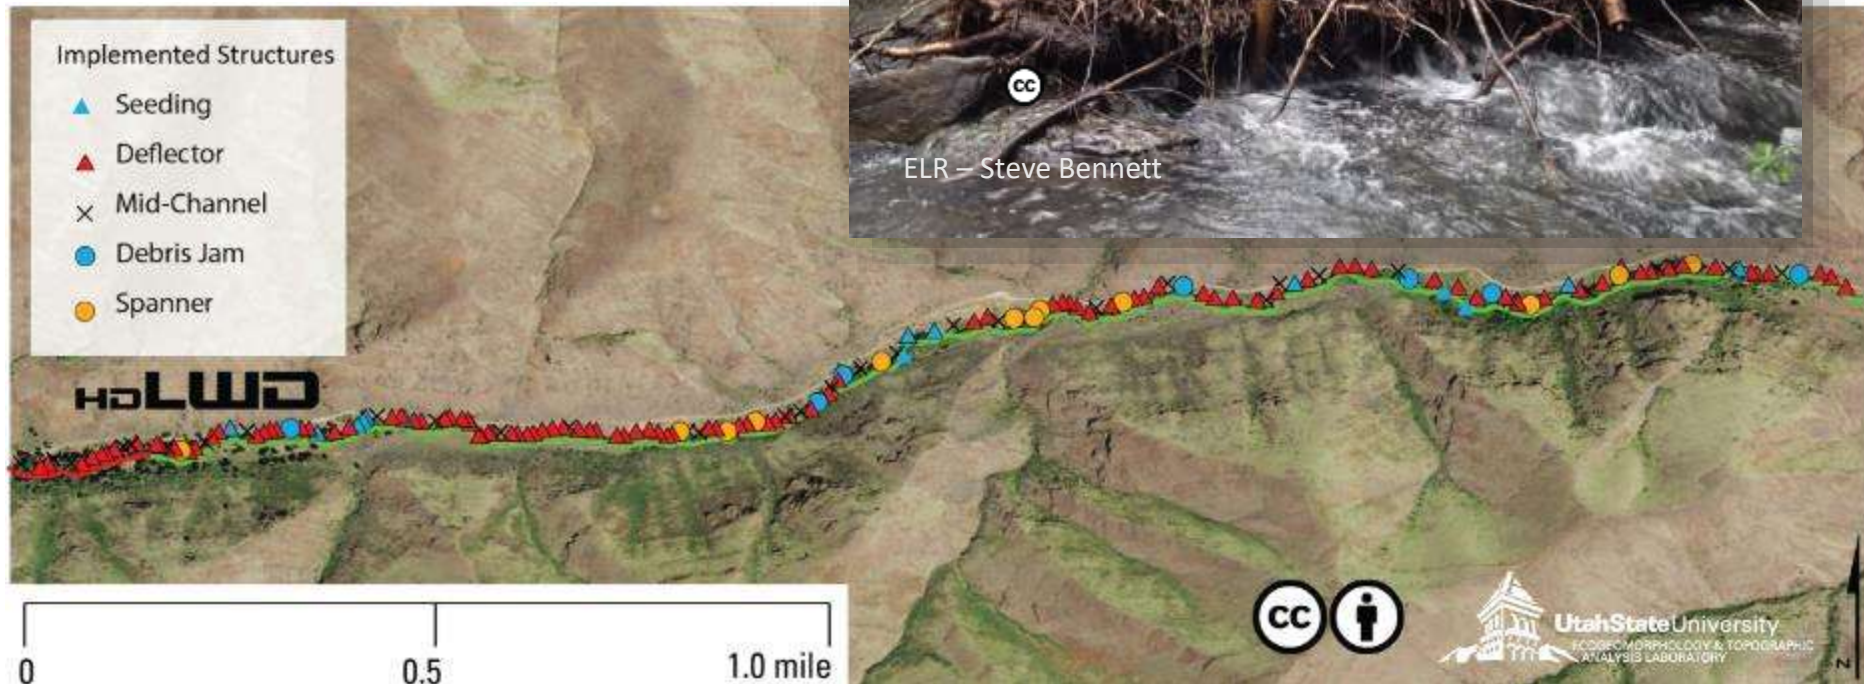 Implemented Structures
Seeding
Deflector
Mid-Channel
Debris Jam
Spanner
HDLWD
cc
ELR – Steve Bennett
0
0.5
1.0 mile
cc
UtahStateUniversity
ECOGEOMORPHOLOGY & TOPOGRAPHIC
ANALYSIS LABORATORY
N